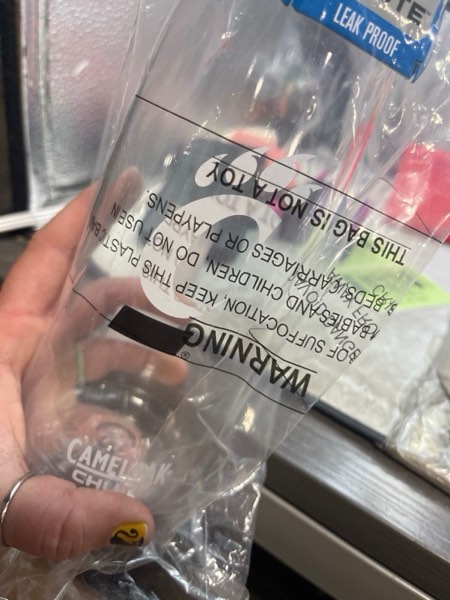 LEAK PROOF
WARNING
OF SUFFOCATION, KEEP THIS PLASTIC
BABIES AND CHILDREN, DO NOT USE IN
BEDS, CARRIAGES OR PLAYPENS.
THIS BAG IS NOT A TOY
CAMELBAK